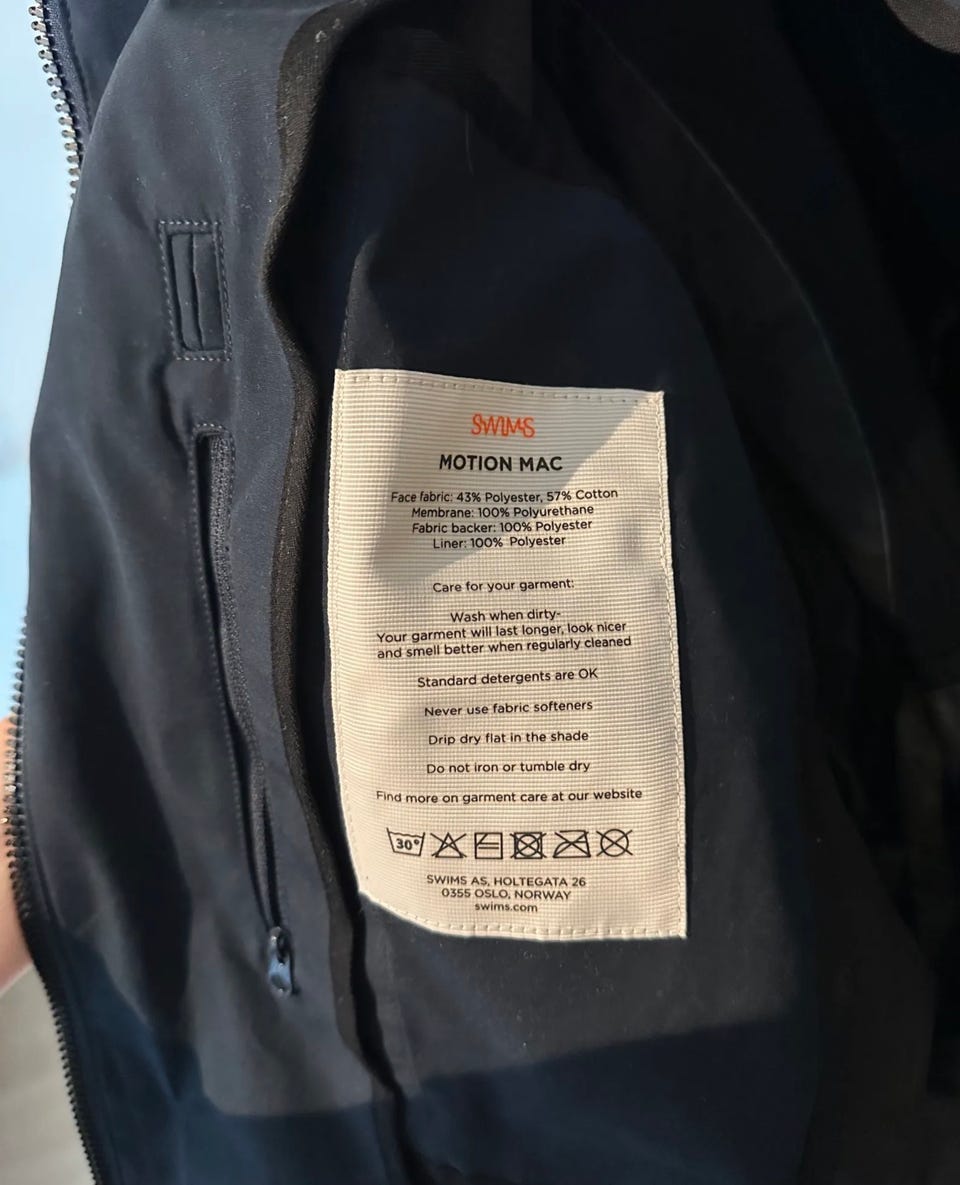 SWIMS
MOTION MAC
Face fabric: 43% Polyester, 57% Cotton
Membrane: 100% Polyurethane
Fabric backer: 100% Polyester
Liner: 100% Polyester
Care for your garment:
Wash when dirty-
Your garment will last longer, look nicer
and smell better when regularly cleaned
Standard detergents are OK
Never use fabric softeners
Drip dry flat in the shade
Do not iron or tumble dry
Find more on garment care at our website
30°
SWIMS AS, HOLTEGATA 26
0355 OSLO, NORWAY
swims.com